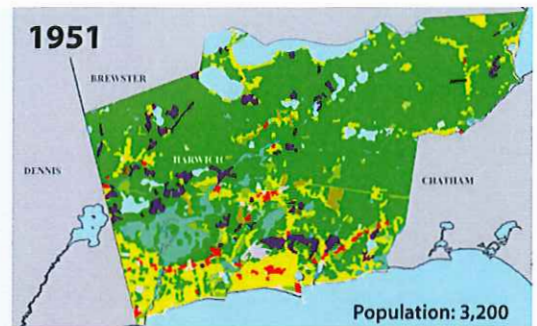 1951
BREWSTER
DENNIS
HARWICH
CHATHAM
Population: 3,200